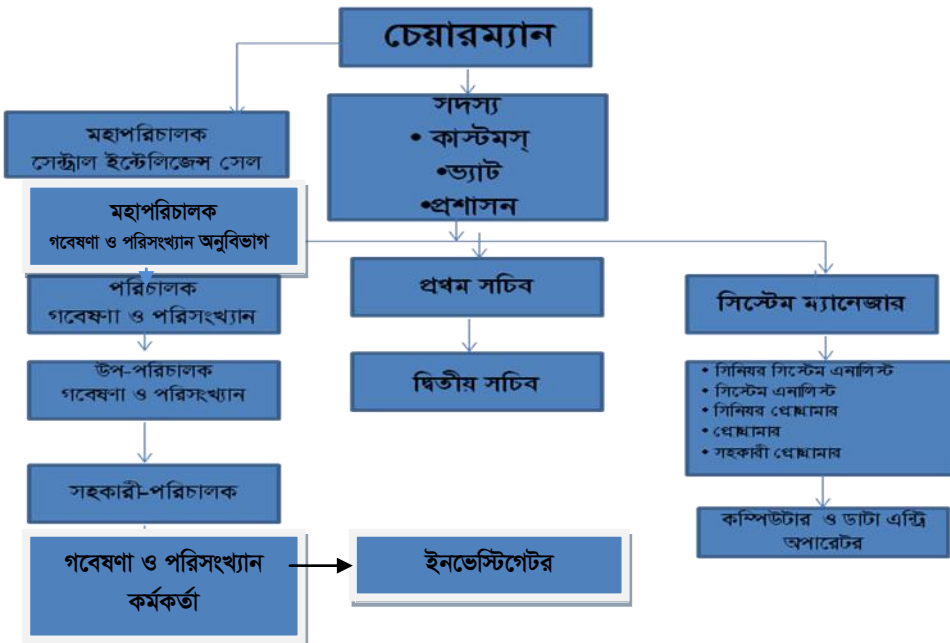 চেয়ারম্যান
সদস্য
• কাস্টমস্
•ভ্যাট
•প্রশাসন
মহাপরিচালক
সেন্ট্রাল ইন্টেলিজেন্স সেল
মহাপরিচালক
গবেষণা ও পরিসংখ্যান অনুবিভাগ
পরিচালক
গবেষণা ও পরিসংখ্যান
উপ-পরিচালক
গবেষণা ও পরিসংখ্যান
সহকারী-পরিচালক
গবেষণা ও পরিসংখ্যান
কর্মকর্তা
ইনভেস্টিগেটর
প্রথম সচিব
দ্বিতীয় সচিব
সিস্টেম ম্যানেজার
• সিনিয়র সিস্টেম এনালিস্ট
• সিস্টেম এনালিস্ট
• সিনিয়র প্রোগ্রামার
• প্রোগ্রামার
• সহকারী প্রোগ্রামার
কম্পিউটার ও ডাটা এন্ট্রি
অপারেটর